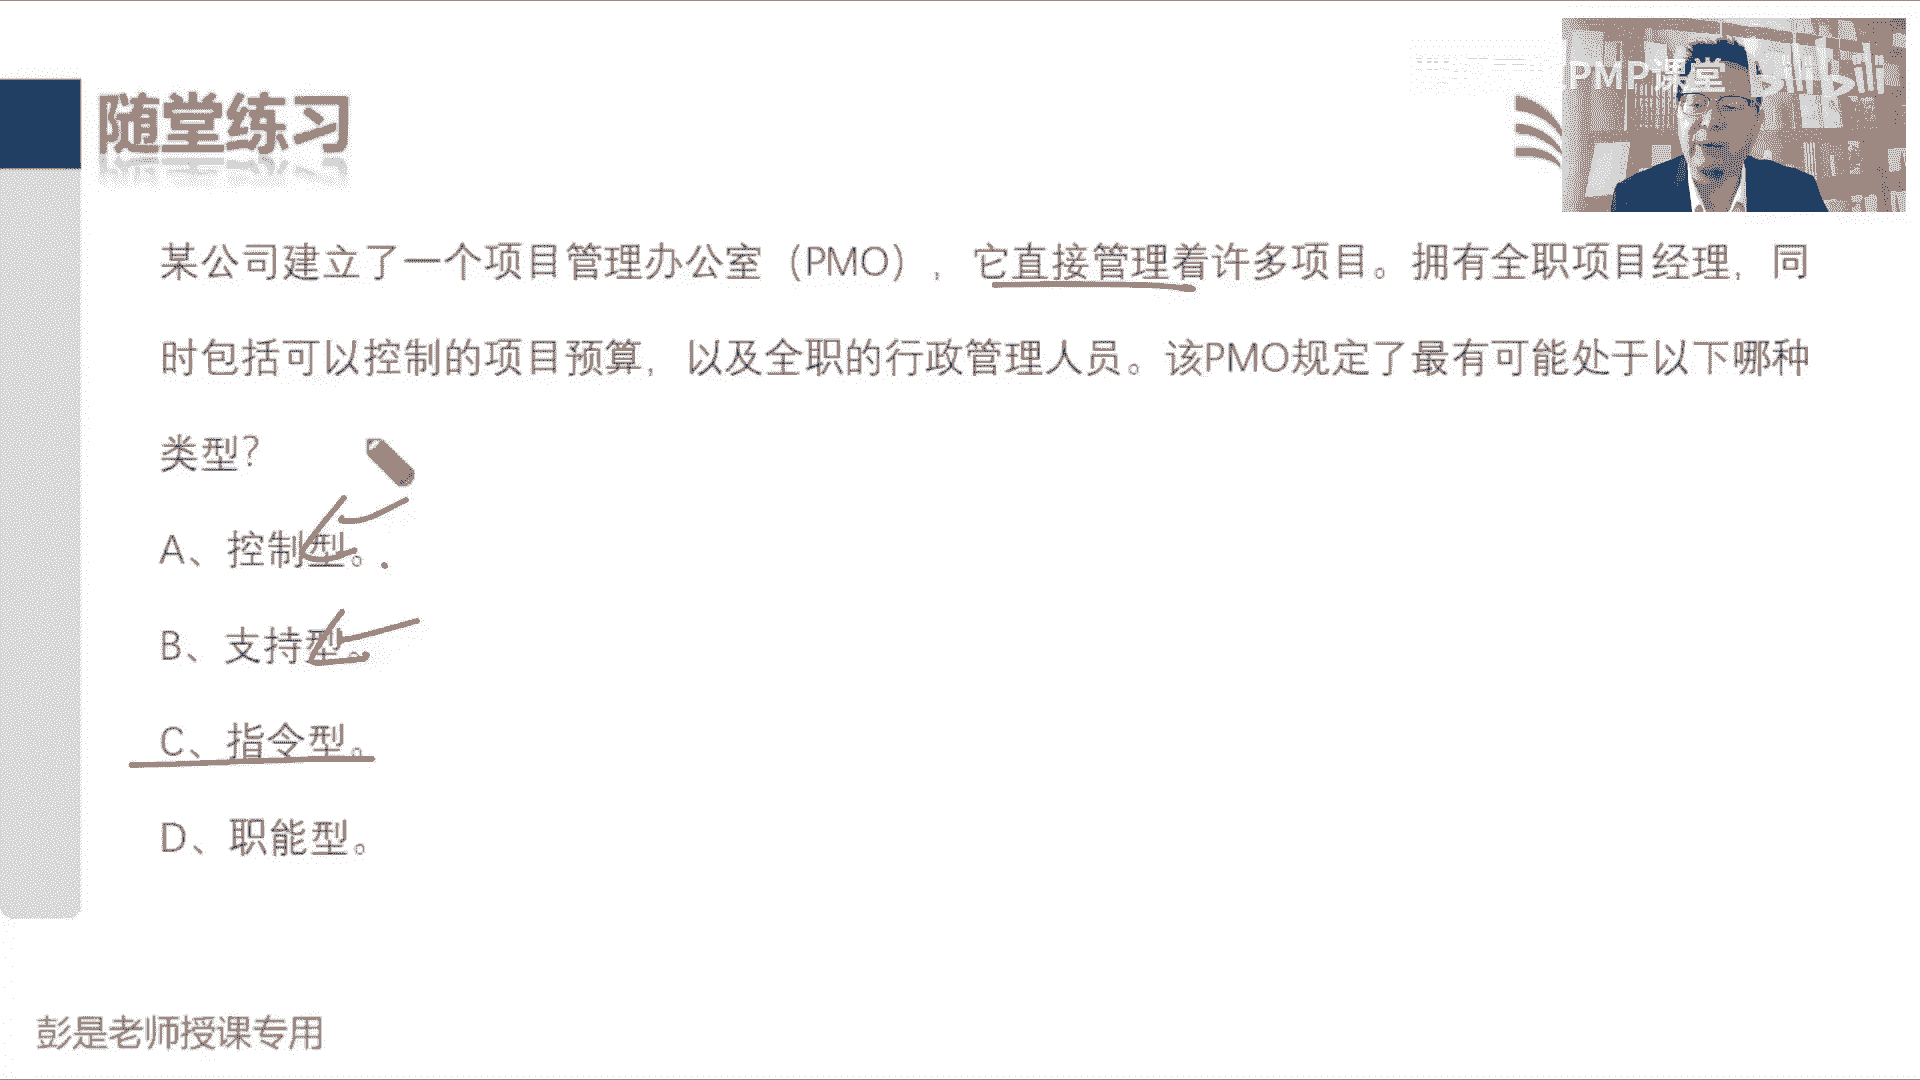 随堂练习
PMP课堂 bilibili
某公司建立了一个项目管理办公室（PMO），它直接管理着许多项目。拥有全职项目经理，同
时包括可以控制的项目预算，以及全职的行政管理人员。该PMO规定了最有可能处于以下哪种
类型？
A、控制型。
B、支持型。
C、指令型。
D、职能型。
彭是老师授课专用